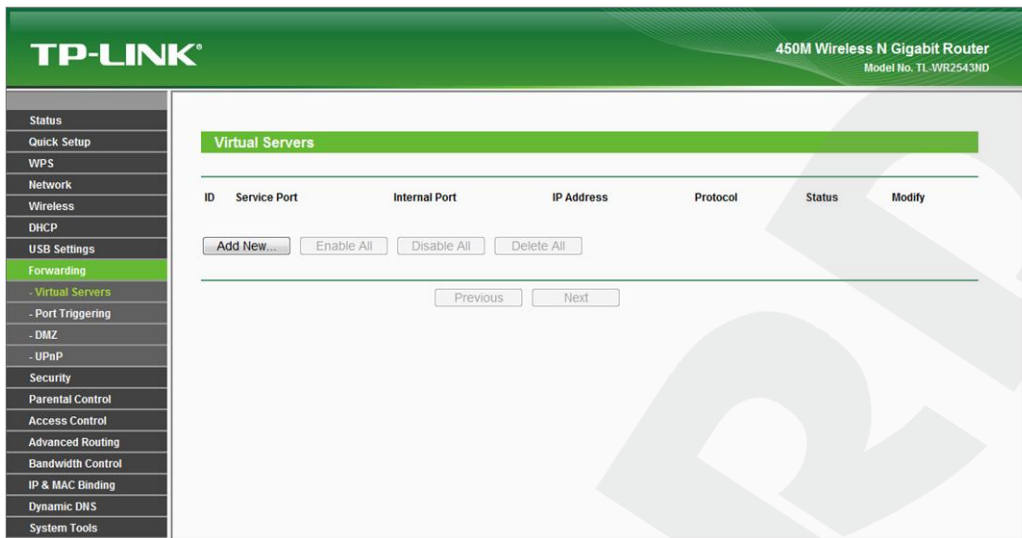 TP-LINK®
450M Wireless N Gigabit Router
Model No. TL-WR2543ND
Status
Quick Setup
WPS
Network
Wireless
DHCP
USB Settings
Forwarding
- Virtual Servers
- Port Triggering
- DMZ
- UPnP
Security
Parental Control
Access Control
Advanced Routing
Bandwidth Control
IP & MAC Binding
Dynamic DNS
System Tools
Virtual Servers
ID Service Port Internal Port IP Address Protocol Status Modify
Add New... Enable All Disable All Delete All
Previous Next